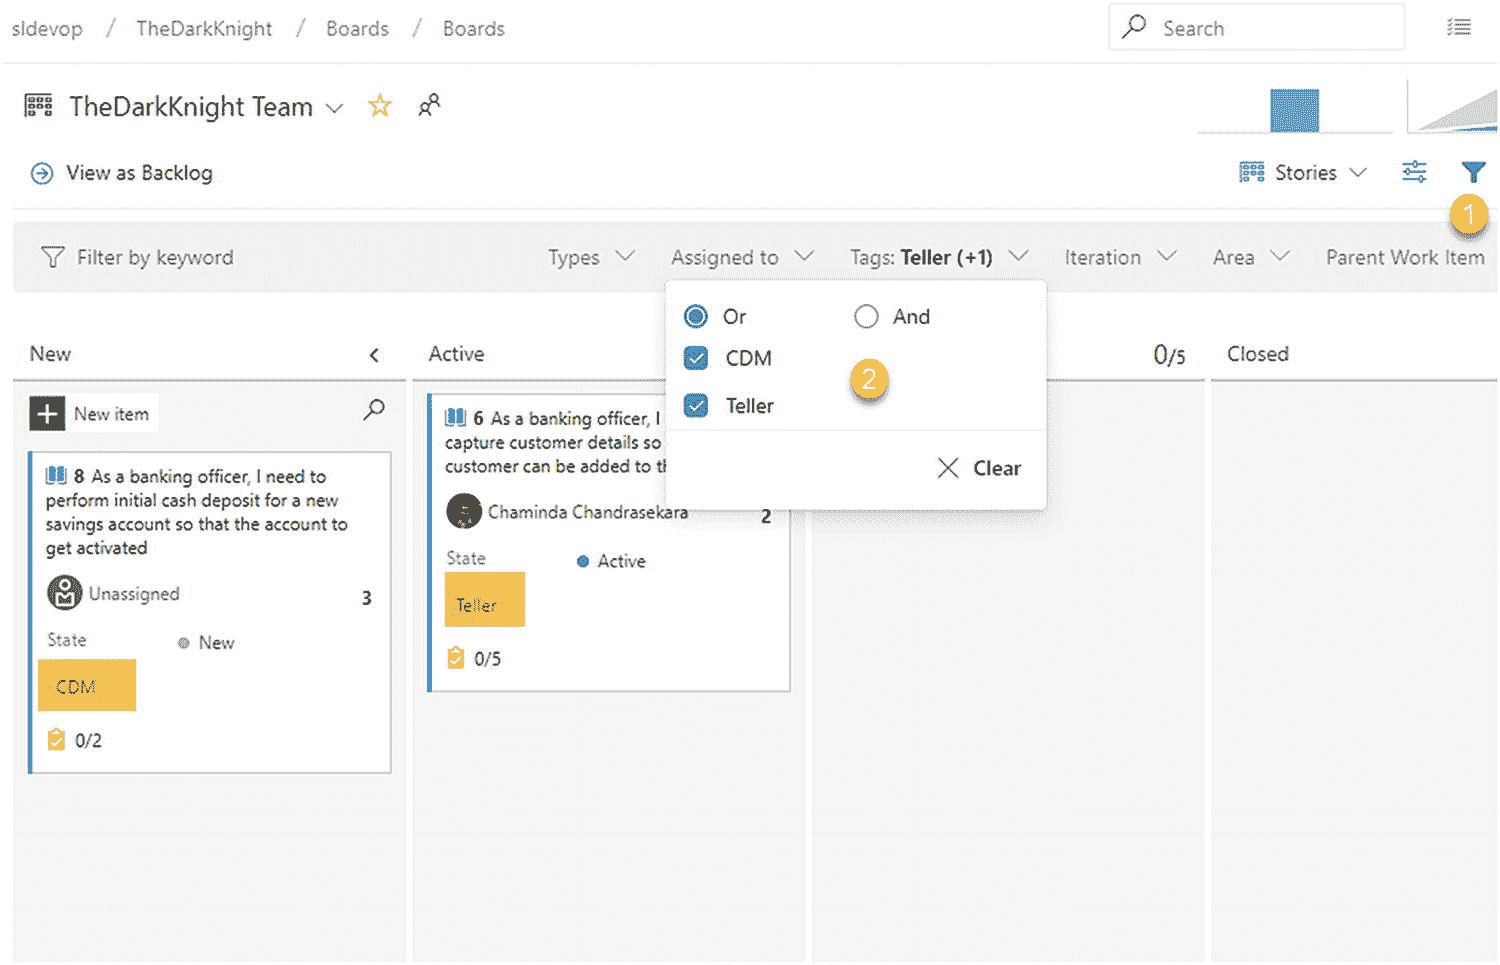 sldevop / TheDarkKnight / Boards / Boards
Search
TheDarkKnight Team
View as Backlog
Stories
1
Filter by keyword
Types
Assigned to
Tags: Teller (+1)
Iteration
Area
Parent Work Item
Or
And
CDM
2
Teller
Clear
New
Active
0/5
Closed
New item
8 As a banking officer, I need to
perform initial cash deposit for a new
savings account so that the account to
get activated
Unassigned
3
State
New
CDM
0/2
6 As a banking officer, I
capture customer details so
customer can be added to
Chaminda Chandrasekara
2
State
Active
Teller
0/5